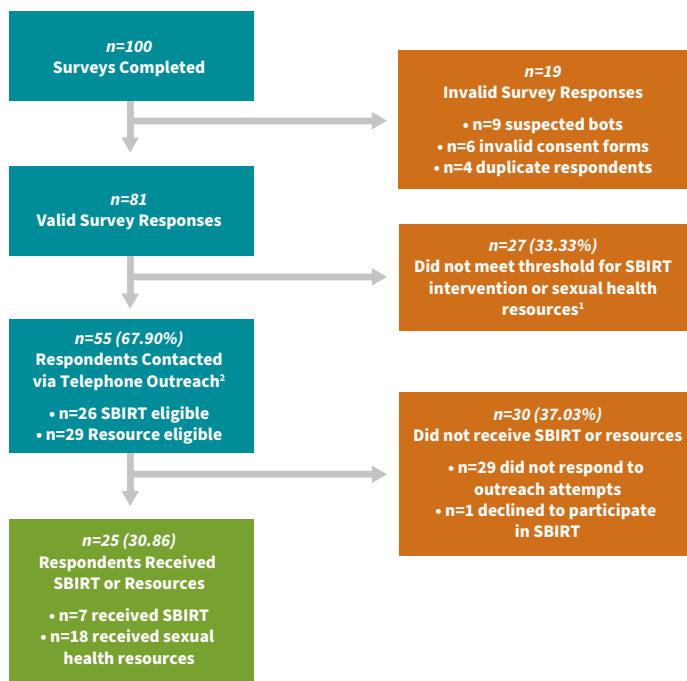 n=100
Surveys Completed
n=19
Invalid Survey Responses
• n=9 suspected bots
• n=6 invalid consent forms
• n=4 duplicate respondents
n=81
Valid Survey Responses
n=27 (33.33%)
Did not meet threshold for SBIRT
intervention or sexual health
resources¹
n=55 (67.90%)
Respondents Contacted
via Telephone Outreach²
• n=26 SBIRT eligible
• n=29 Resource eligible
n=30 (37.03%)
Did not receive SBIRT or resources
• n=29 did not respond to
outreach attempts
• n=1 declined to participate
in SBIRT
n=25 (30.86)
Respondents Received
SBIRT or Resources
• n=7 received SBIRT
• n=18 received sexual
health resources